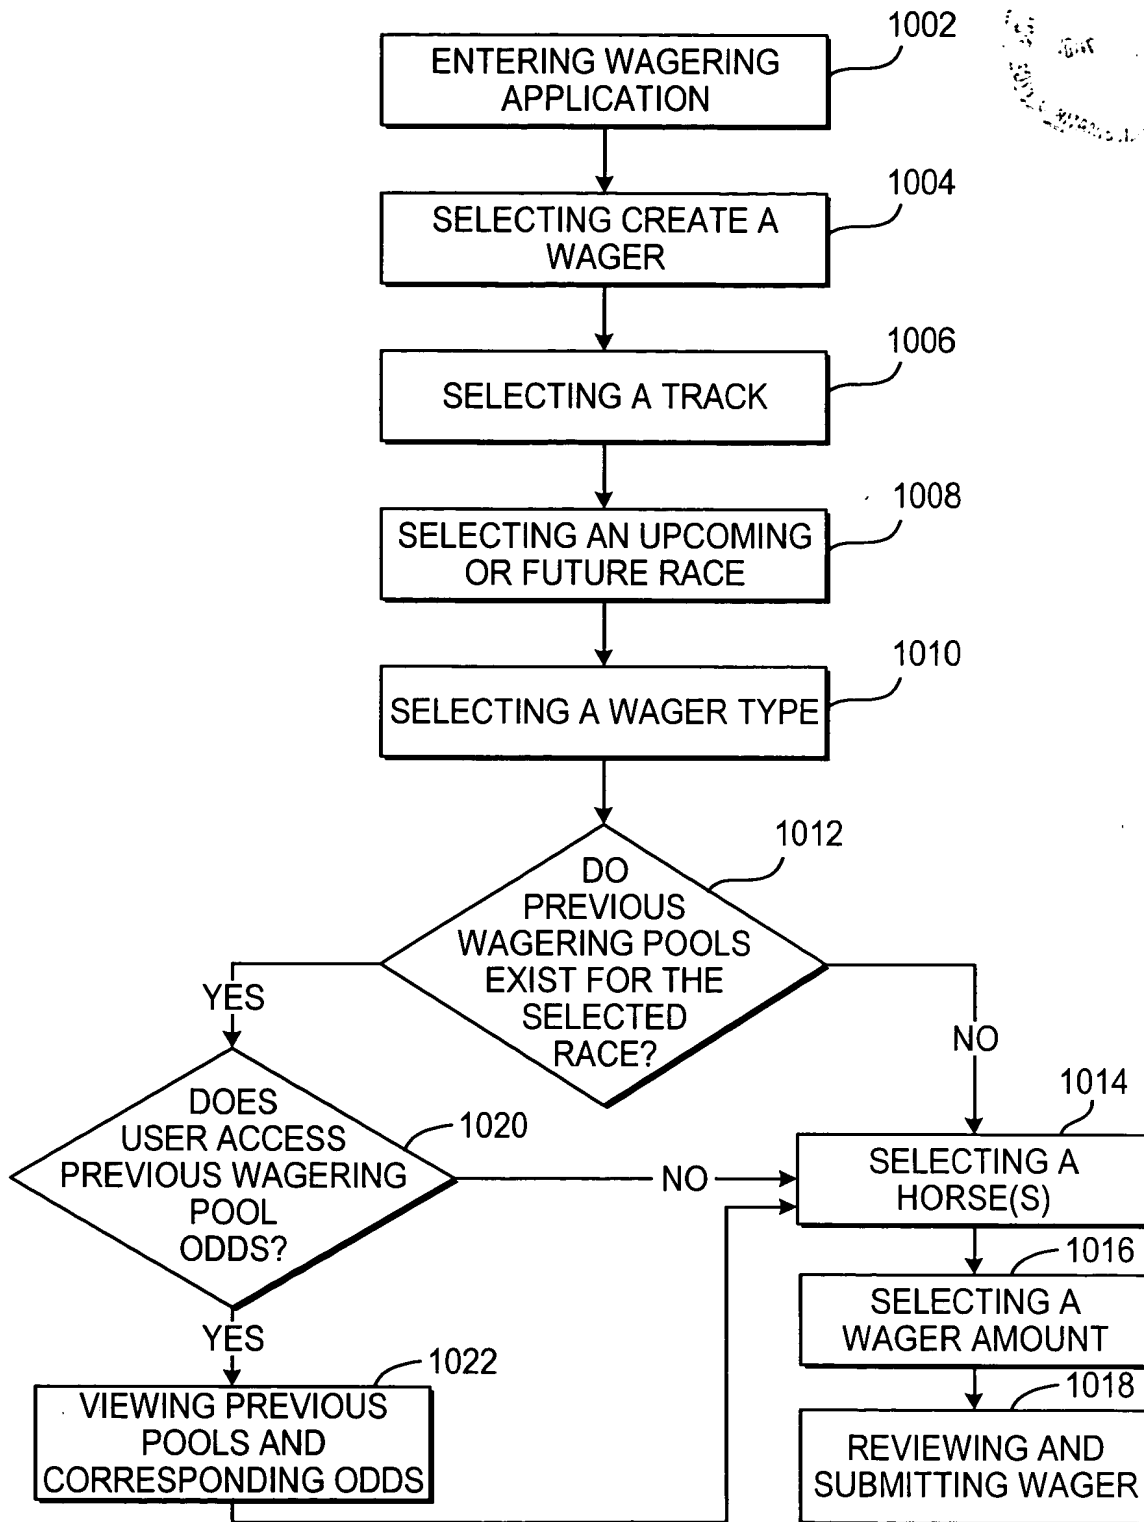 1002
ENTERING WAGERING
APPLICATION
1004
SELECTING CREATE A
WAGER
1006
SELECTING A TRACK
1008
SELECTING AN UPCOMING
OR FUTURE RACE
1010
SELECTING A WAGER TYPE
1012
DO
PREVIOUS
WAGERING POOLS
EXIST FOR THE
SELECTED
RACE?
YES
NO
1020
DOES
USER ACCESS
PREVIOUS WAGERING
POOL
ODDS?
NO
1014
SELECTING A
HORSE(S)
1016
SELECTING A
WAGER AMOUNT
YES
1022
VIEWING PREVIOUS
POOLS AND
CORRESPONDING ODDS
1018
REVIEWING AND
SUBMITTING WAGER